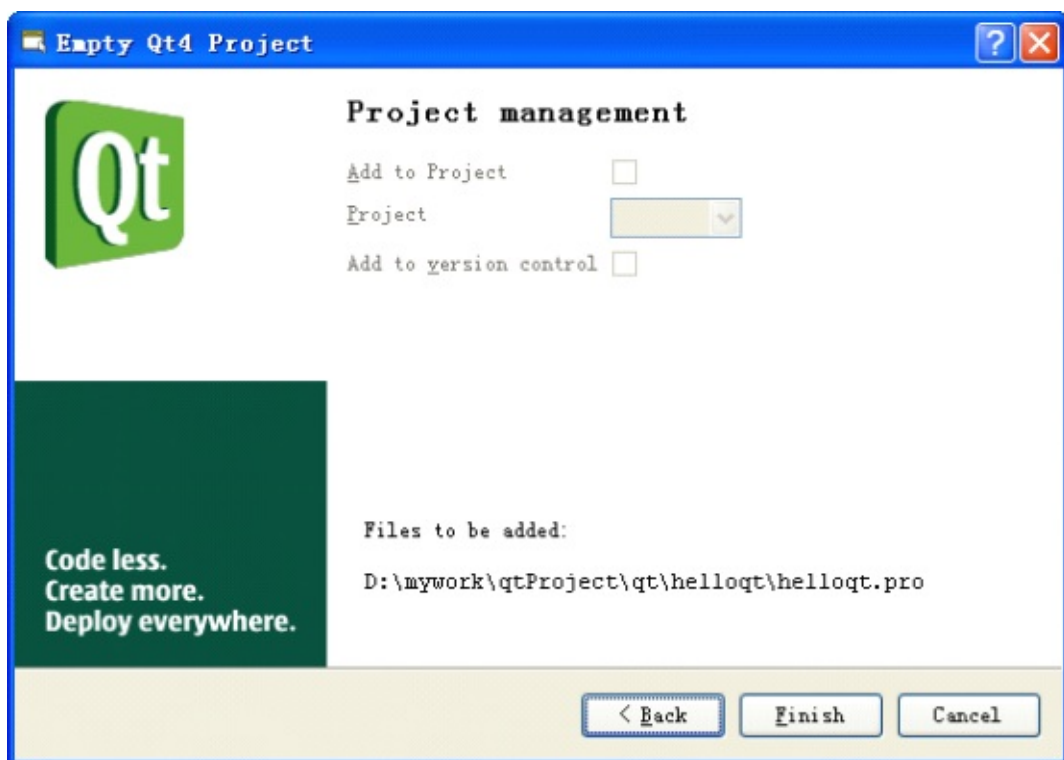 Empty Qt4 Project
Qt
Project management
Add to Project
Project
Add to version control
Files to be added:
D:\mywork\qtProject\qt\helloqt\helloqt.pro
Code less.
Create more.
Deploy everywhere.
< Back
Finish
Cancel